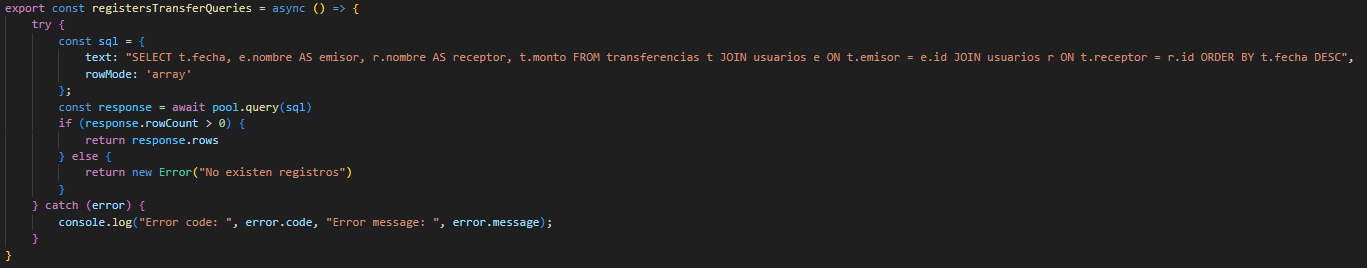 export const registersTransferQueries = async () => {
    try {
        const sql = {
            text: "SELECT t.fecha, e.nombre AS emisor, r.nombre AS receptor, t.monto FROM transferencias t JOIN usuarios e ON t.emisor = e.id JOIN usuarios r ON t.receptor = r.id ORDER BY t.fecha DESC",
            rowMode: 'array'
        };
        const response = await pool.query(sql)
        if (response.rowCount > 0) {
            return response.rows
        } else {
            return new Error("No existen registros")
        }
    } catch (error) {
        console.log("Error code: ", error.code, "Error message: ", error.message);
    }
}